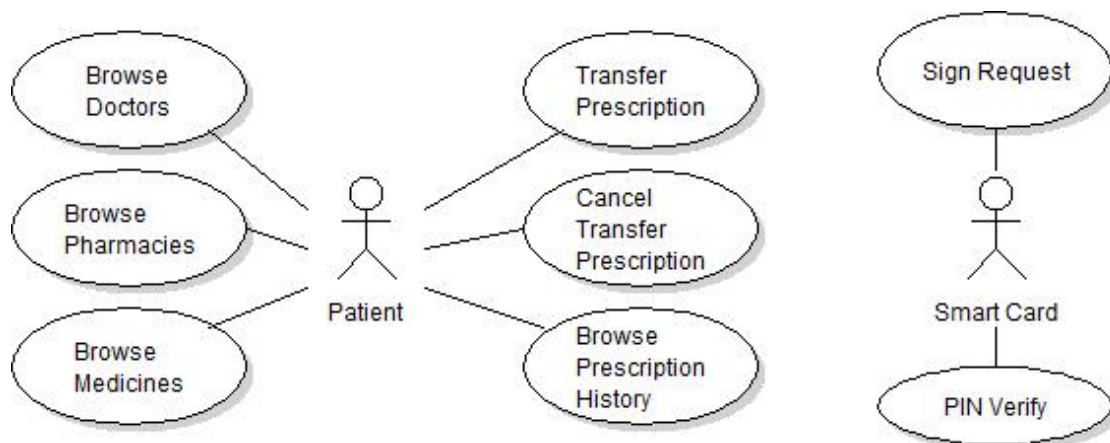 Browse
Doctors
Browse
Pharmacies
Browse
Medicines
Patient
Transfer
Prescription
Cancel
Transfer
Prescription
Browse
Prescription
History
Sign Request
Smart Card
PIN Verify